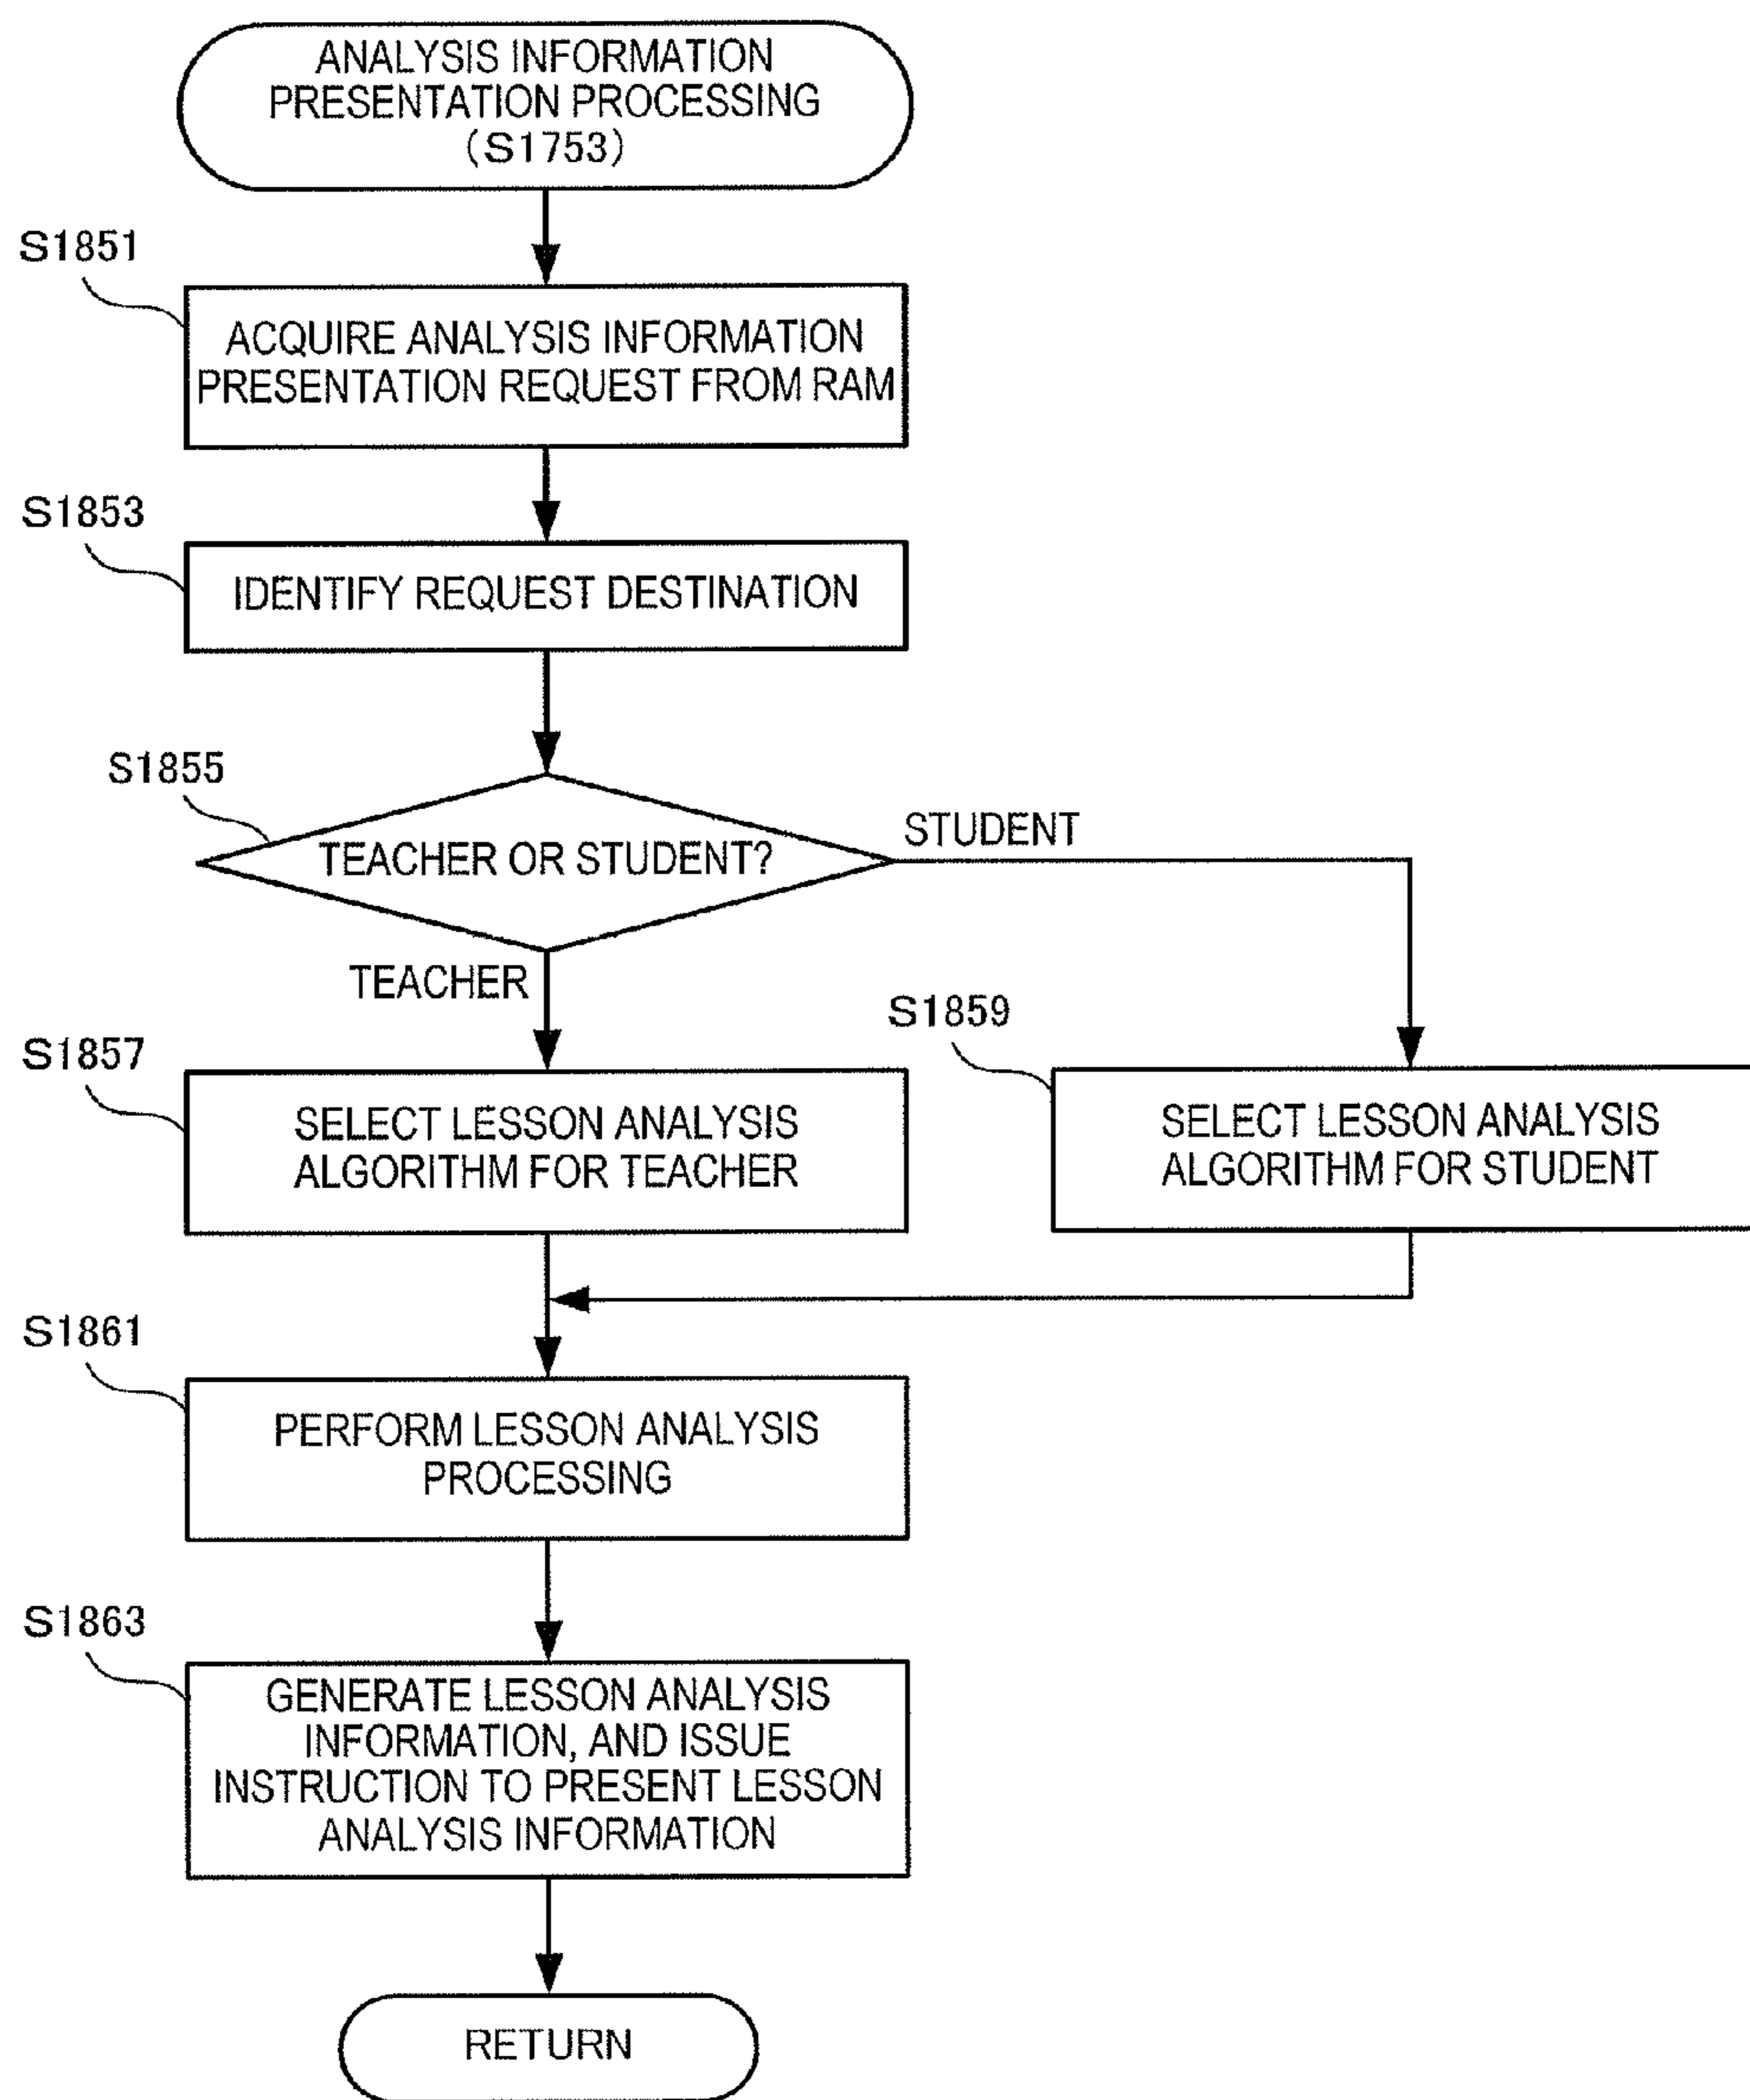 ANALYSIS INFORMATION
PRESENTATION PROCESSING
(S1753)
S1851
ACQUIRE ANALYSIS INFORMATION
PRESENTATION REQUEST FROM RAM
S1853
IDENTIFY REQUEST DESTINATION
S1855
TEACHER OR STUDENT?
STUDENT
TEACHER
S1857
SELECT LESSON ANALYSIS
ALGORITHM FOR TEACHER
S1859
SELECT LESSON ANALYSIS
ALGORITHM FOR STUDENT
S1861
PERFORM LESSON ANALYSIS
PROCESSING
S1863
GENERATE LESSON ANALYSIS
INFORMATION, AND ISSUE
INSTRUCTION TO PRESENT LESSON
ANALYSIS INFORMATION
RETURN